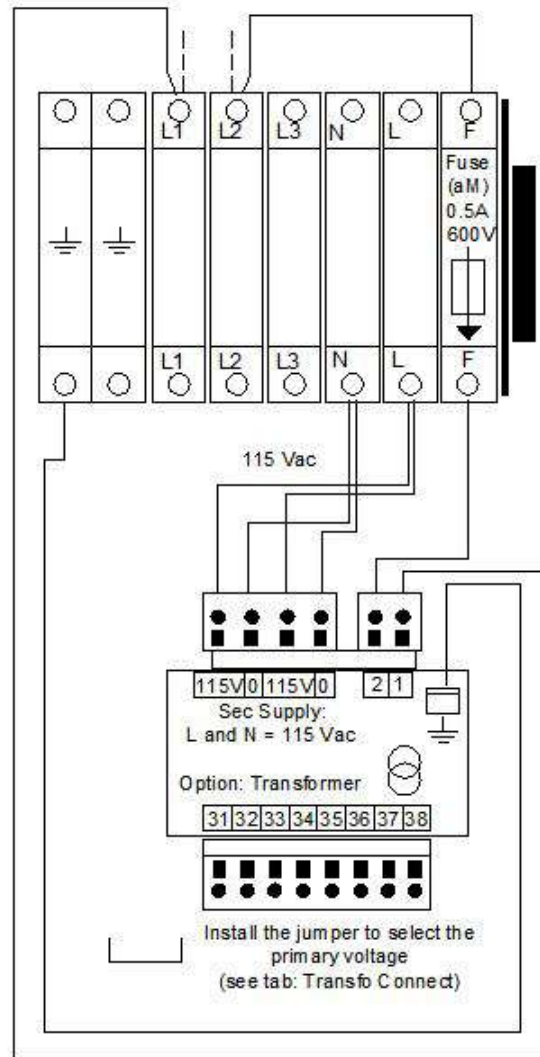 L1 L2 L3 N L F
Fuse
(aM)
0.5A
600V
L1 L2 L3 N L F
115 Vac
115V 0 115V 0 2 1
Sec Supply:
L and N = 115 Vac
Option: Transformer
31 32 33 34 35 36 37 38
Install the jumper to select the
primary voltage
(see tab: Transfo Connect)